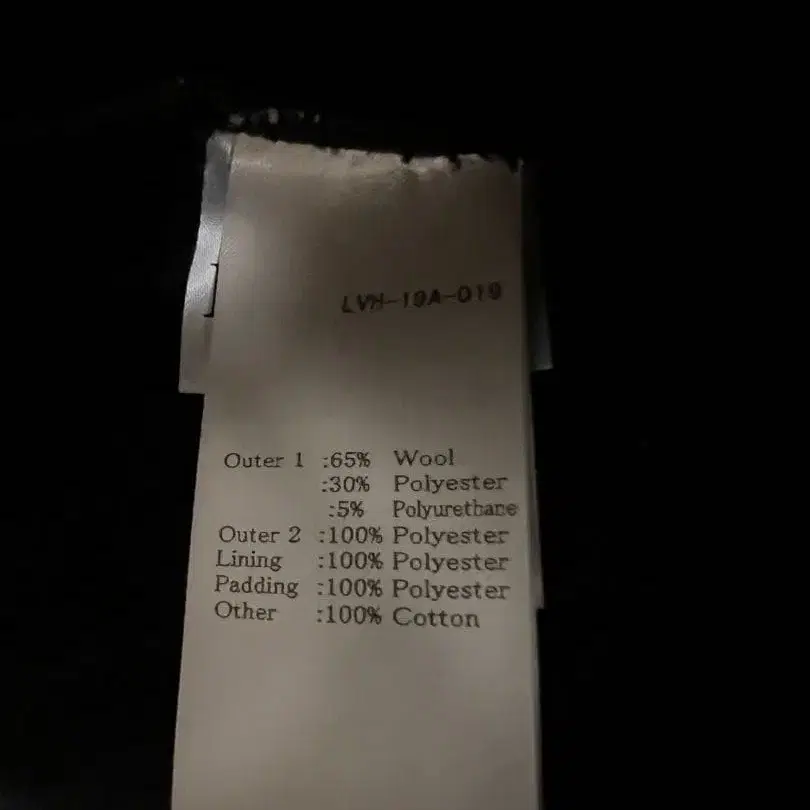 LVH-19A-019
Outer 1 :65% Wool
:30% Polyester
:5% Polyurethane
Outer 2 :100% Polyester
Lining :100% Polyester
Padding :100% Polyester
Other :100% Cotton